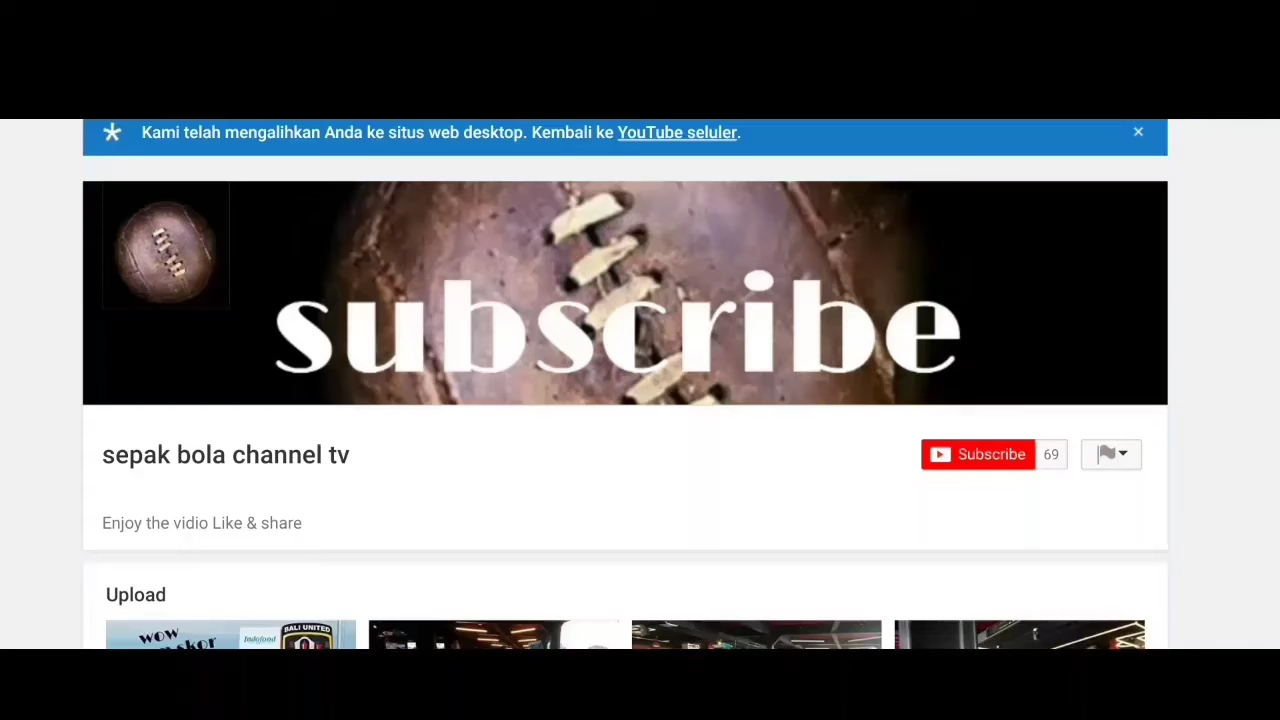 Kami telah mengalihkan Anda ke situs web desktop. Kembali ke YouTube seluler.
subscribe
sepak bola channel tv
Subscribe 69
Enjoy the vidio Like & share
Upload
wow
skor
Indofood
BALI UNITED